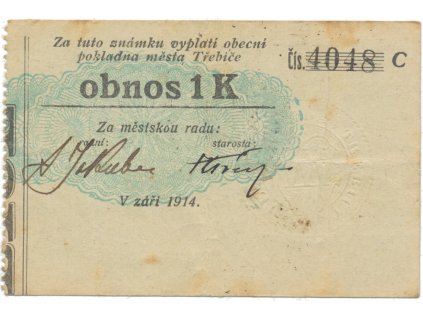 Za tuto známku vyplatí obecní
pokladna města Třebíče
čís. 4048 C
obnos 1 K
Za městskou radu:
radní: starosta:
V září 1914.